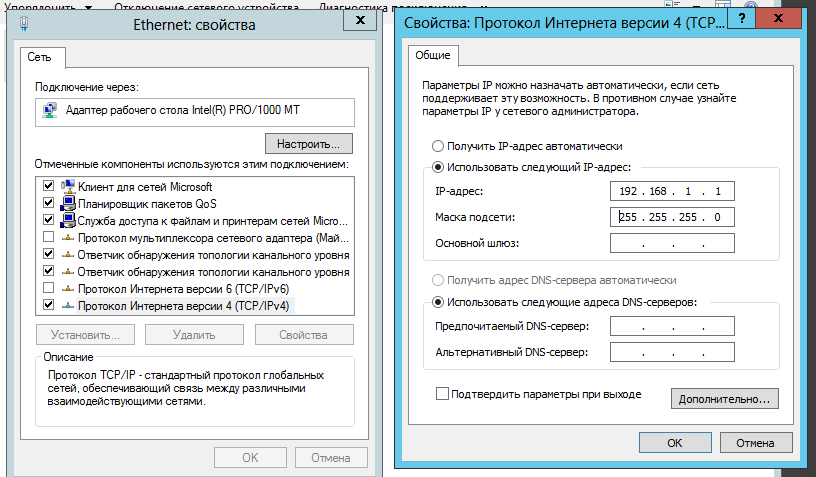 Упорядочить
Отключение сетевого устройства
Диагностика подключения
»
Ethernet: свойства
x
Сеть
Подключение через:
Адаптер рабочего стола Intel(R) PRO/1000 MT
Настроить...
Отмеченные компоненты используются этим подключением:
Клиент для сетей Microsoft
Планировщик пакетов QoS
Служба доступа к файлам и принтерам сетей Micro...
Протокол мультиплексора сетевого адаптера (Май...
Ответчик обнаружения топологии канального уровня
Ответчик обнаружения топологии канального уровня
Протокол Интернета версии 6 (TCP/IPv6)
Протокол Интернета версии 4 (TCP/IPv4)
Установить...
Удалить
Свойства
Описание
Протокол TCP/IP - стандартный протокол глобальных
сетей, обеспечивающий связь между различными
взаимодействующими сетями.
ОК
Отмена
Свойства: Протокол Интернета версии 4 (TCP...
?
x
Общие
Параметры IP можно назначать автоматически, если сеть
поддерживает эту возможность. В противном случае узнайте
параметры IP у сетевого администратора.
Получить IP-адрес автоматически
Использовать следующий IP-адрес:
IP-адрес:
192 . 168 . 1 . 1
Маска подсети:
255 . 255 . 255 . 0
Основной шлюз:
. . .
Получить адрес DNS-сервера автоматически
Использовать следующие адреса DNS-серверов:
Предпочитаемый DNS-сервер:
. . .
Альтернативный DNS-сервер:
. . .
Подтвердить параметры при выходе
Дополнительно...
ОК
Отмена